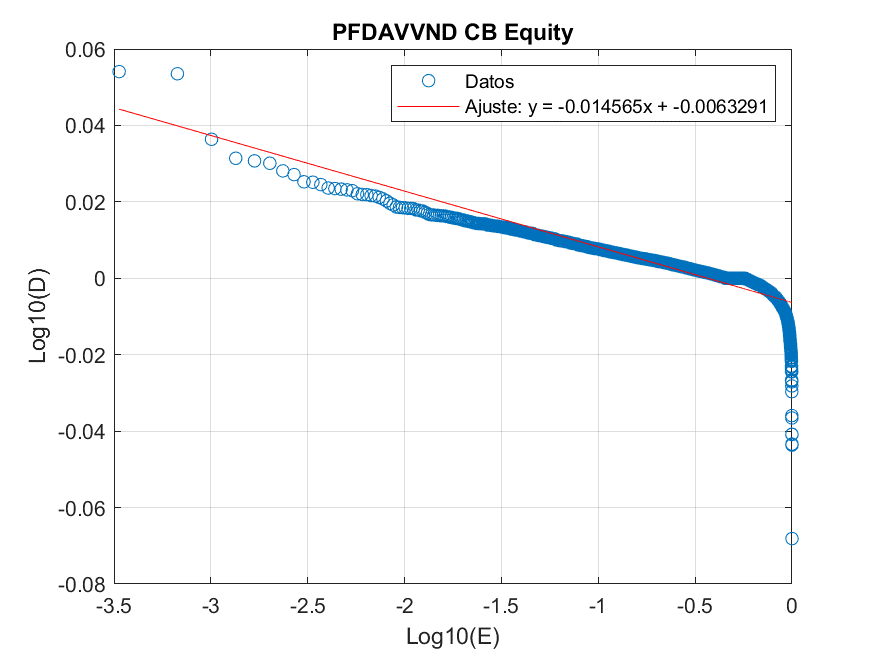 PFDAVVND CB Equity
Datos
Ajuste: y = -0.014565x + -0.0063291
0.06
0.04
0.02
0
-0.02
-0.04
-0.06
-0.08
Log10(D)
-3.5 -3 -2.5 -2 -1.5 -1 -0.5 0
Log10(E)